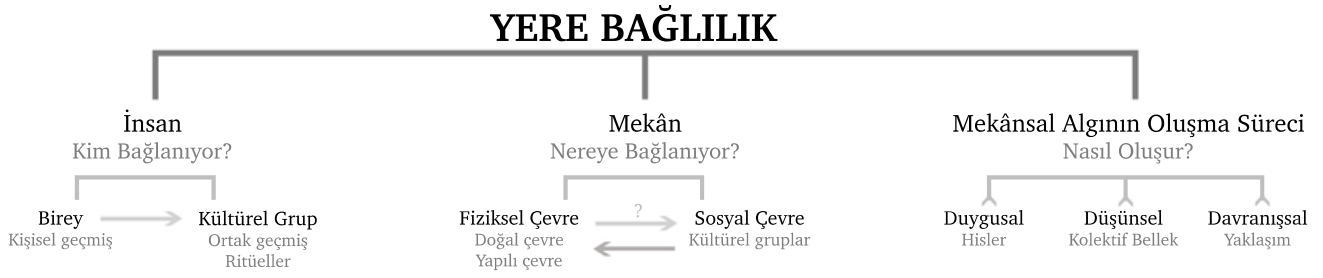 YERE BAĞLILIK
İnsan
Kim Bağlanıyor?
Birey
Kişisel geçmiş
Kültürel Grup
Ortak geçmiş
Ritüeller
Mekân
Nereye Bağlanıyor?
Fiziksel Çevre
Doğal çevre
Yapılı çevre
?
Sosyal Çevre
Kültürel gruplar
Mekânsal Algının Oluşma Süreci
Nasıl Oluşur?
Duygusal
Hisler
Düşünsel
Kolektif Bellek
Davranışsal
Yaklaşım